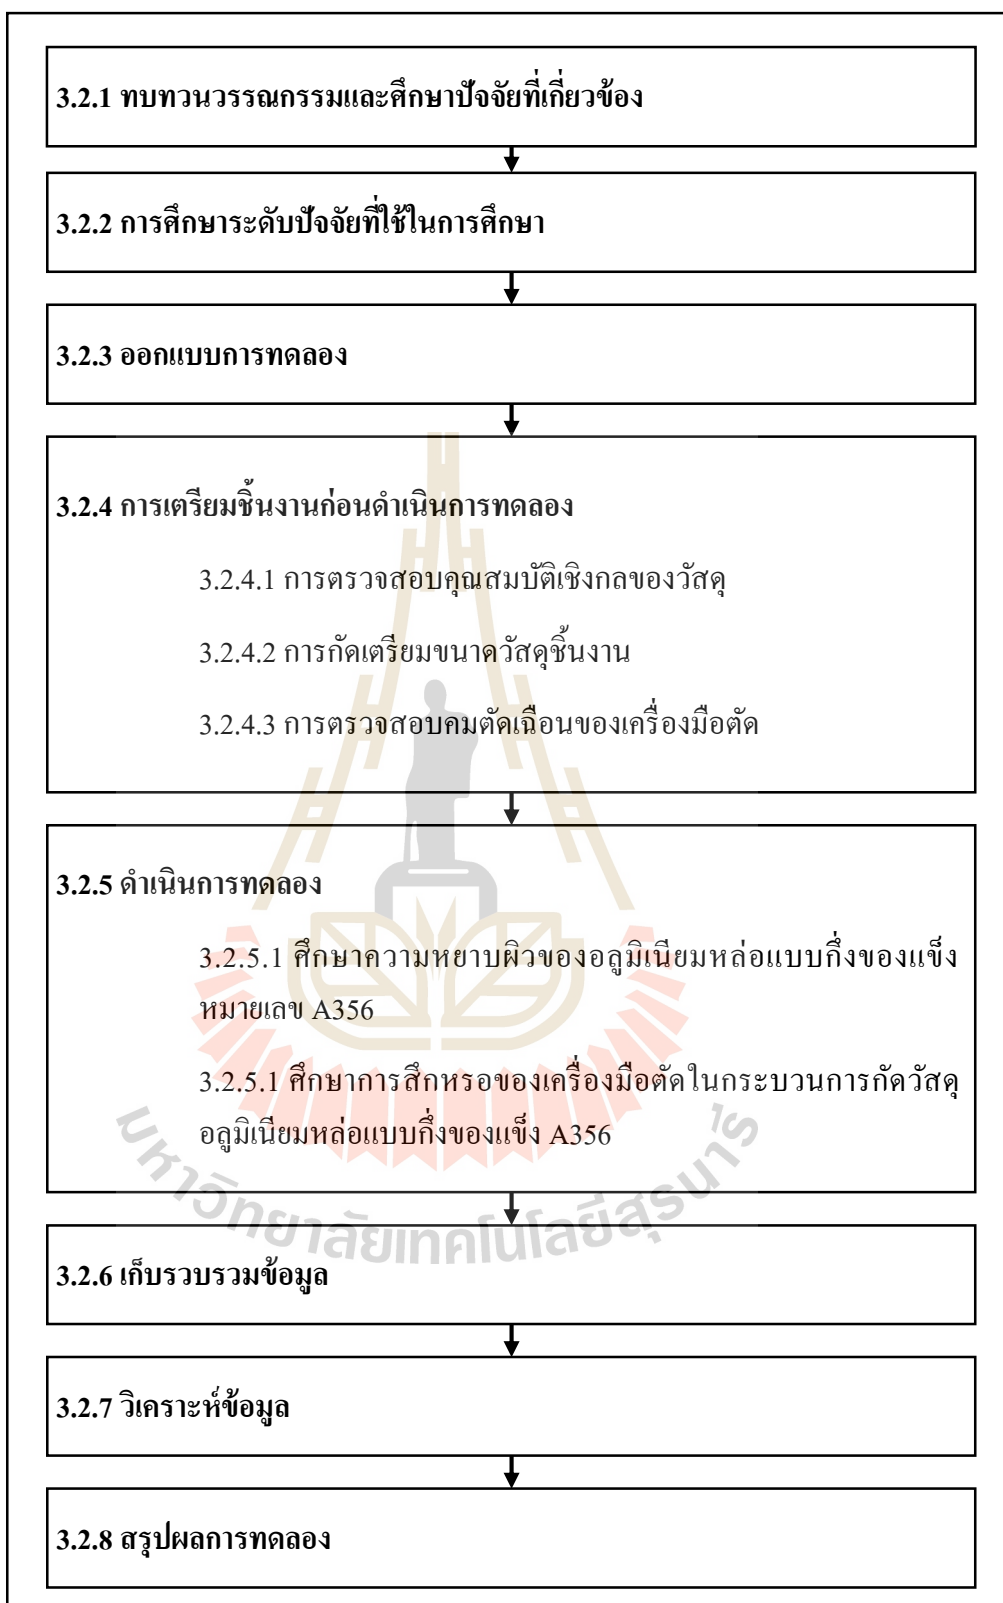 3.2.1 ทบทวนวรรณกรรมและศึกษาปัจจัยที่เกี่ยวข้อง
3.2.2 การศึกษาระดับปัจจัยที่ใช้ในการศึกษา
3.2.3 ออกแบบการทดลอง
3.2.4 การเตรียมชิ้นงานก่อนดำเนินการทดลอง
3.2.4.1 การตรวจสอบคุณสมบัติเชิงกลของวัสดุ
3.2.4.2 การกัดเตรียมขนาดวัสดุชิ้นงาน
3.2.4.3 การตรวจสอบคมตัดเฉือนของเครื่องมือตัด
3.2.5 ดำเนินการทดลอง
3.2.5.1 ศึกษาความหยาบผิวของอลูมิเนียมหล่อแบบกึ่งของแข็ง
หมายเลข A356
3.2.5.1 ศึกษาการสึกหรอของเครื่องมือตัดในกระบวนการกัดวัสดุ
อลูมิเนียมหล่อแบบกึ่งของแข็ง A356
มหาวิทยาลัยเทคโนโลยีสุรนารี
3.2.6 เก็บรวบรวมข้อมูล
3.2.7 วิเคราะห์ข้อมูล
3.2.8 สรุปผลการทดลอง